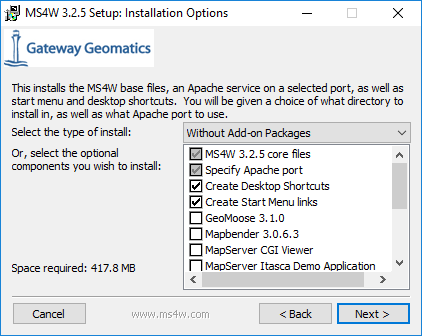 MS4W 3.2.5 Setup: Installation Options
Gateway Geomatics
This installs the MS4W base files, an Apache service on a selected port, as well as
start menu and desktop shortcuts.  You will be given a choice of what directory to
install in, as well as what Apache port to use.
Select the type of install:
Without Add-on Packages
Or, select the optional
components you wish to install:
MS4W 3.2.5 core files
Specify Apache port
Create Desktop Shortcuts
Create Start Menu links
GeoMoose 3.1.0
Mapbender 3.0.6.3
MapServer CGI Viewer
MapServer Itasca Demo Application
Space required: 417.8 MB
Cancel
www.ms4w.com
< Back
Next >